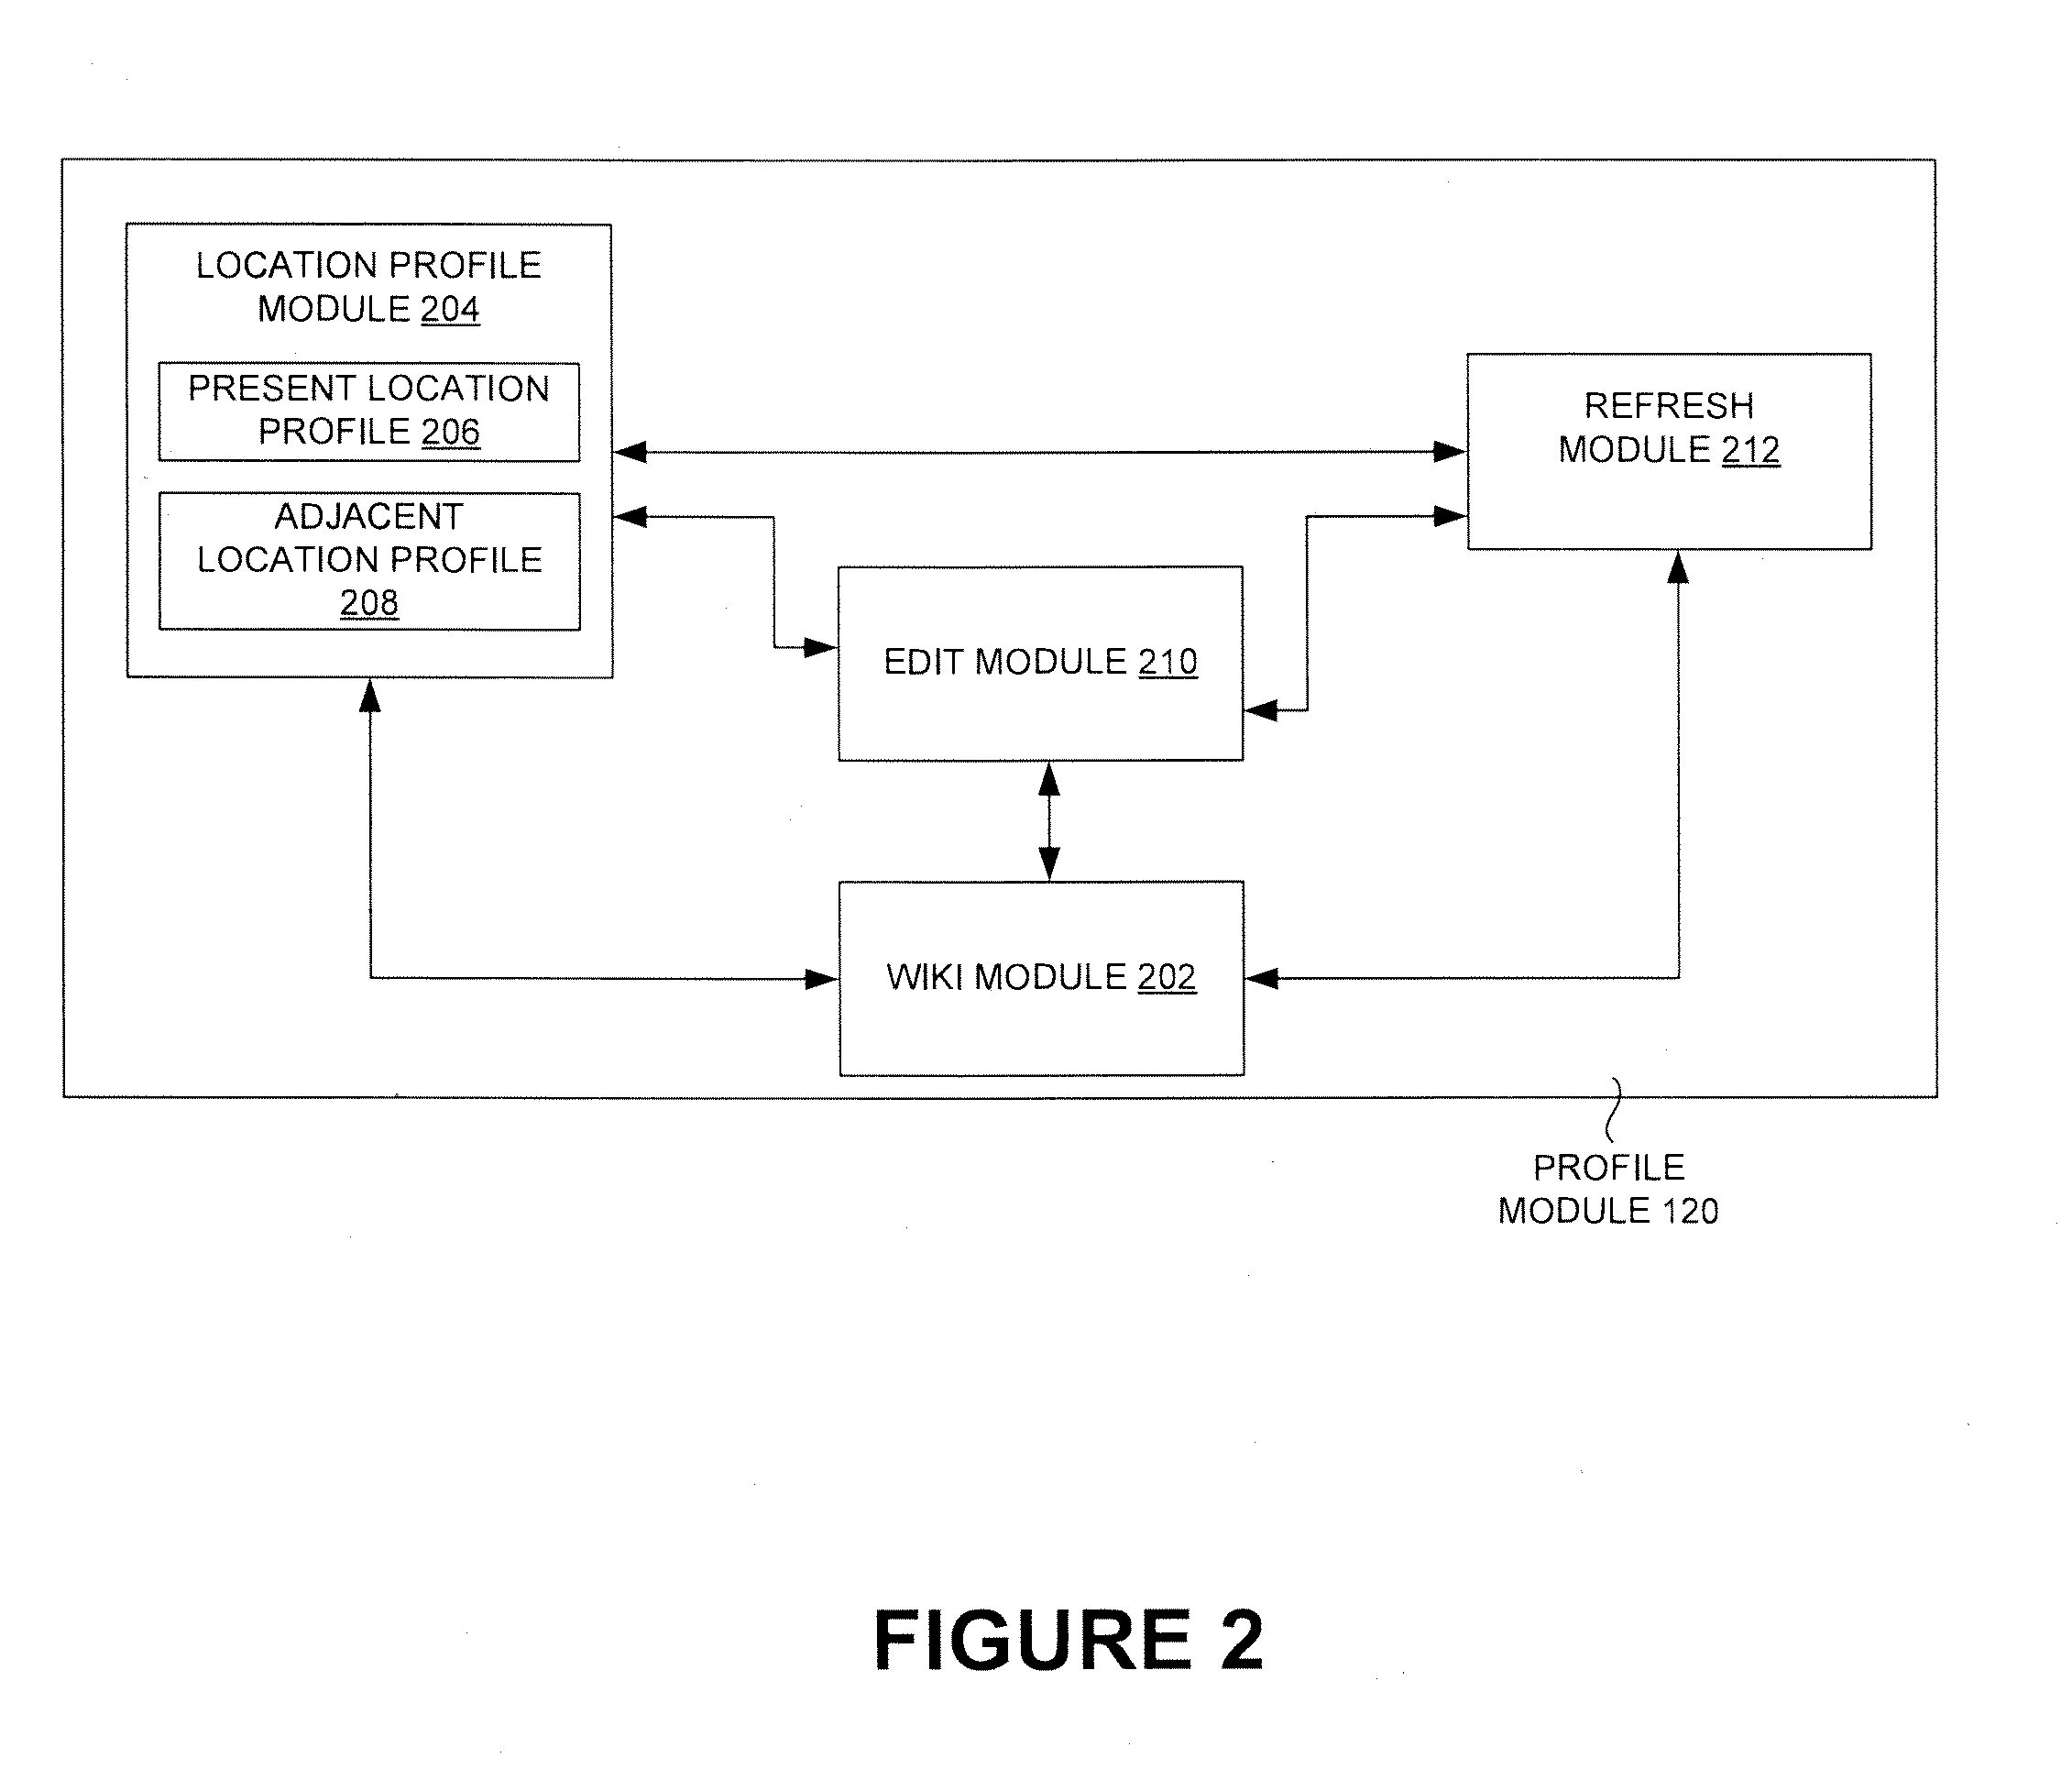 LOCATION PROFILE
MODULE 204
PRESENT LOCATION
PROFILE 206
ADJACENT
LOCATION PROFILE
208
REFRESH
MODULE 212
EDIT MODULE 210
WIKI MODULE 202
PROFILE
MODULE 120
FIGURE 2